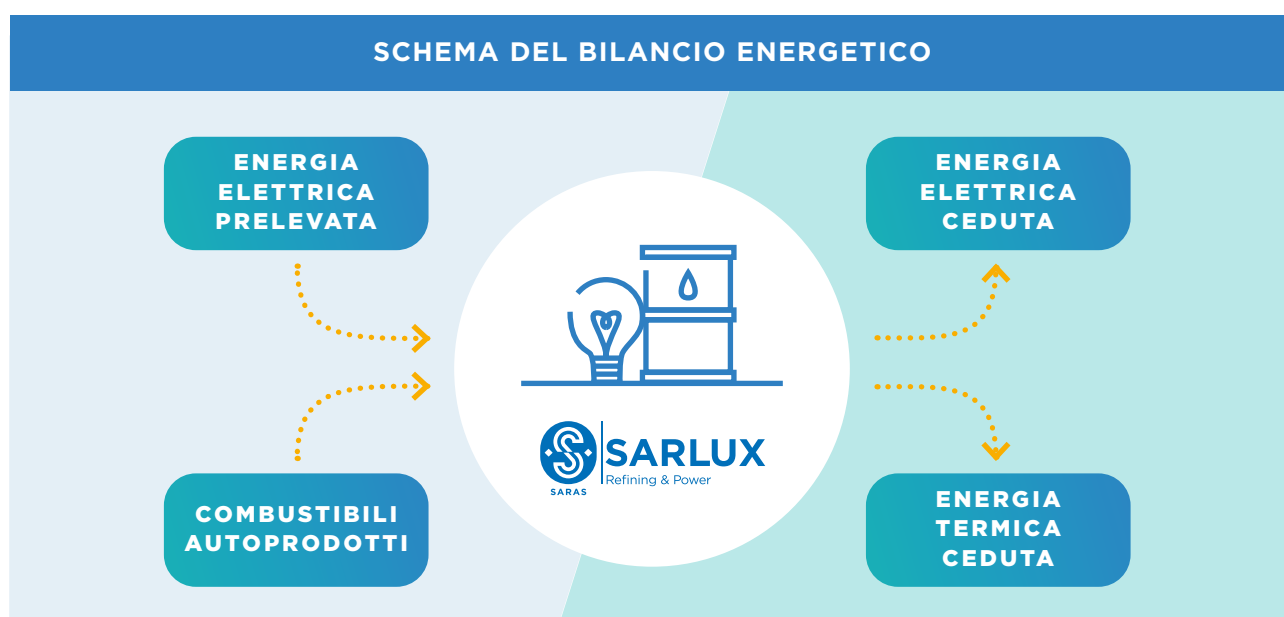 SCHEMA DEL BILANCIO ENERGETICO
ENERGIA
ELETTRICA
PRELEVATA
ENERGIA
ELETTRICA
CEDUTA
SARAS
SARLUX
Refining & Power
COMBUSTIBILI
AUTOPRODOTTI
ENERGIA
TERMICA
CEDUTA